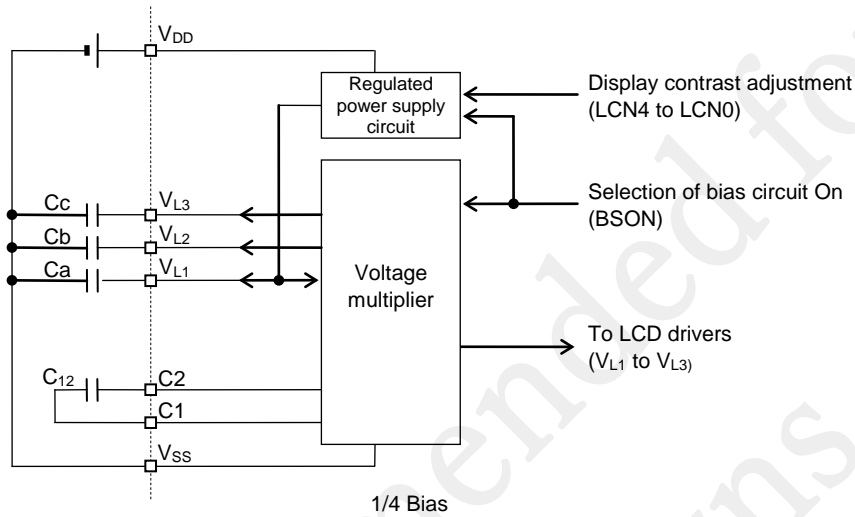 VDD
Regulated
power supply
circuit
Display contrast adjustment
(LCN4 to LCN0)
Selection of bias circuit On
(BSON)
Cc
VL3
Cb
VL2
Ca
VL1
Voltage
multiplier
To LCD drivers
(VL1 to VL3)
C12
C2
C1
VSS
1/4 Bias